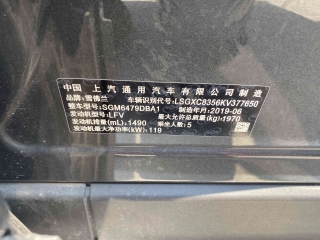 中国 上汽通用汽车有限公司制造
品牌：雪佛兰 车辆识别代号：LSGXC8356KV377650
整车型号：SGM6479DBA1 制造年月：2019-06
发动机型号：LFV 最大允许总质量(kg)：1970
发动机排量(mL)：1490 乘坐人数：5
发动机最大净功率(kW)：119